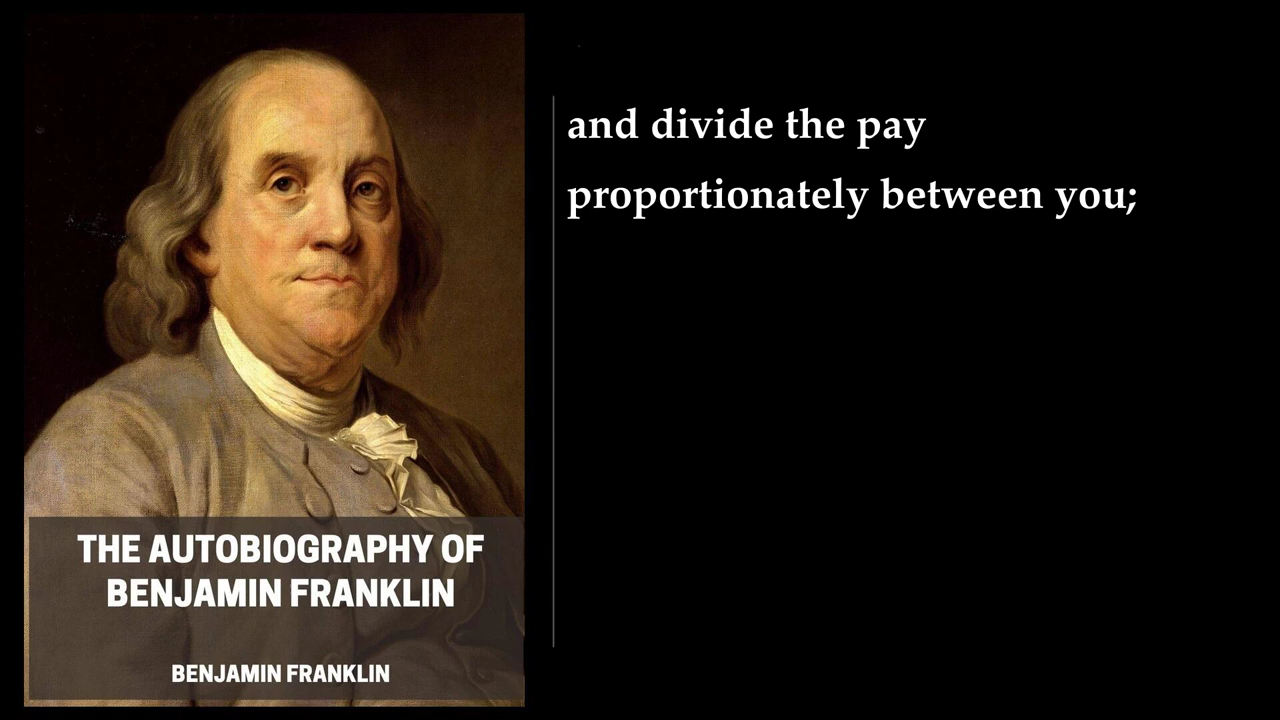 and divide the pay
proportionately between you;
THE AUTOBIOGRAPHY OF
BENJAMIN FRANKLIN
BENJAMIN FRANKLIN